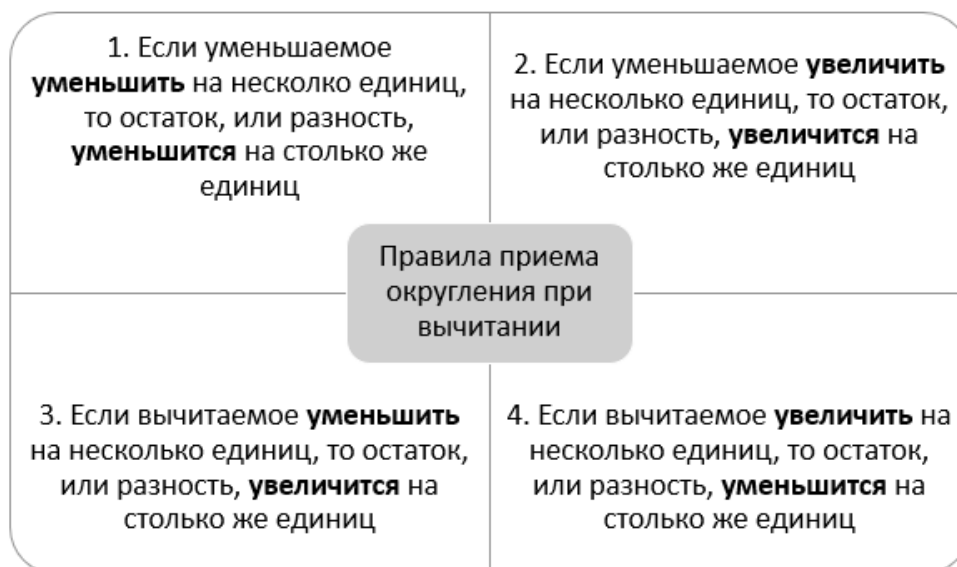 1. Если уменьшаемое
уменьшить на несколко единиц,
то остаток, или разность,
уменьшится на столько же
единиц
2. Если уменьшаемое увеличить
на несколько единиц, то остаток,
или разность, увеличится на
столько же единиц
Правила приема
округления при
вычитании
3. Если вычитаемое уменьшить
на несколько единиц, то остаток,
или разность, увеличится на
столько же единиц
4. Если вычитаемое увеличить на
несколько единиц, то остаток,
или разность, уменьшится на
столько же единиц